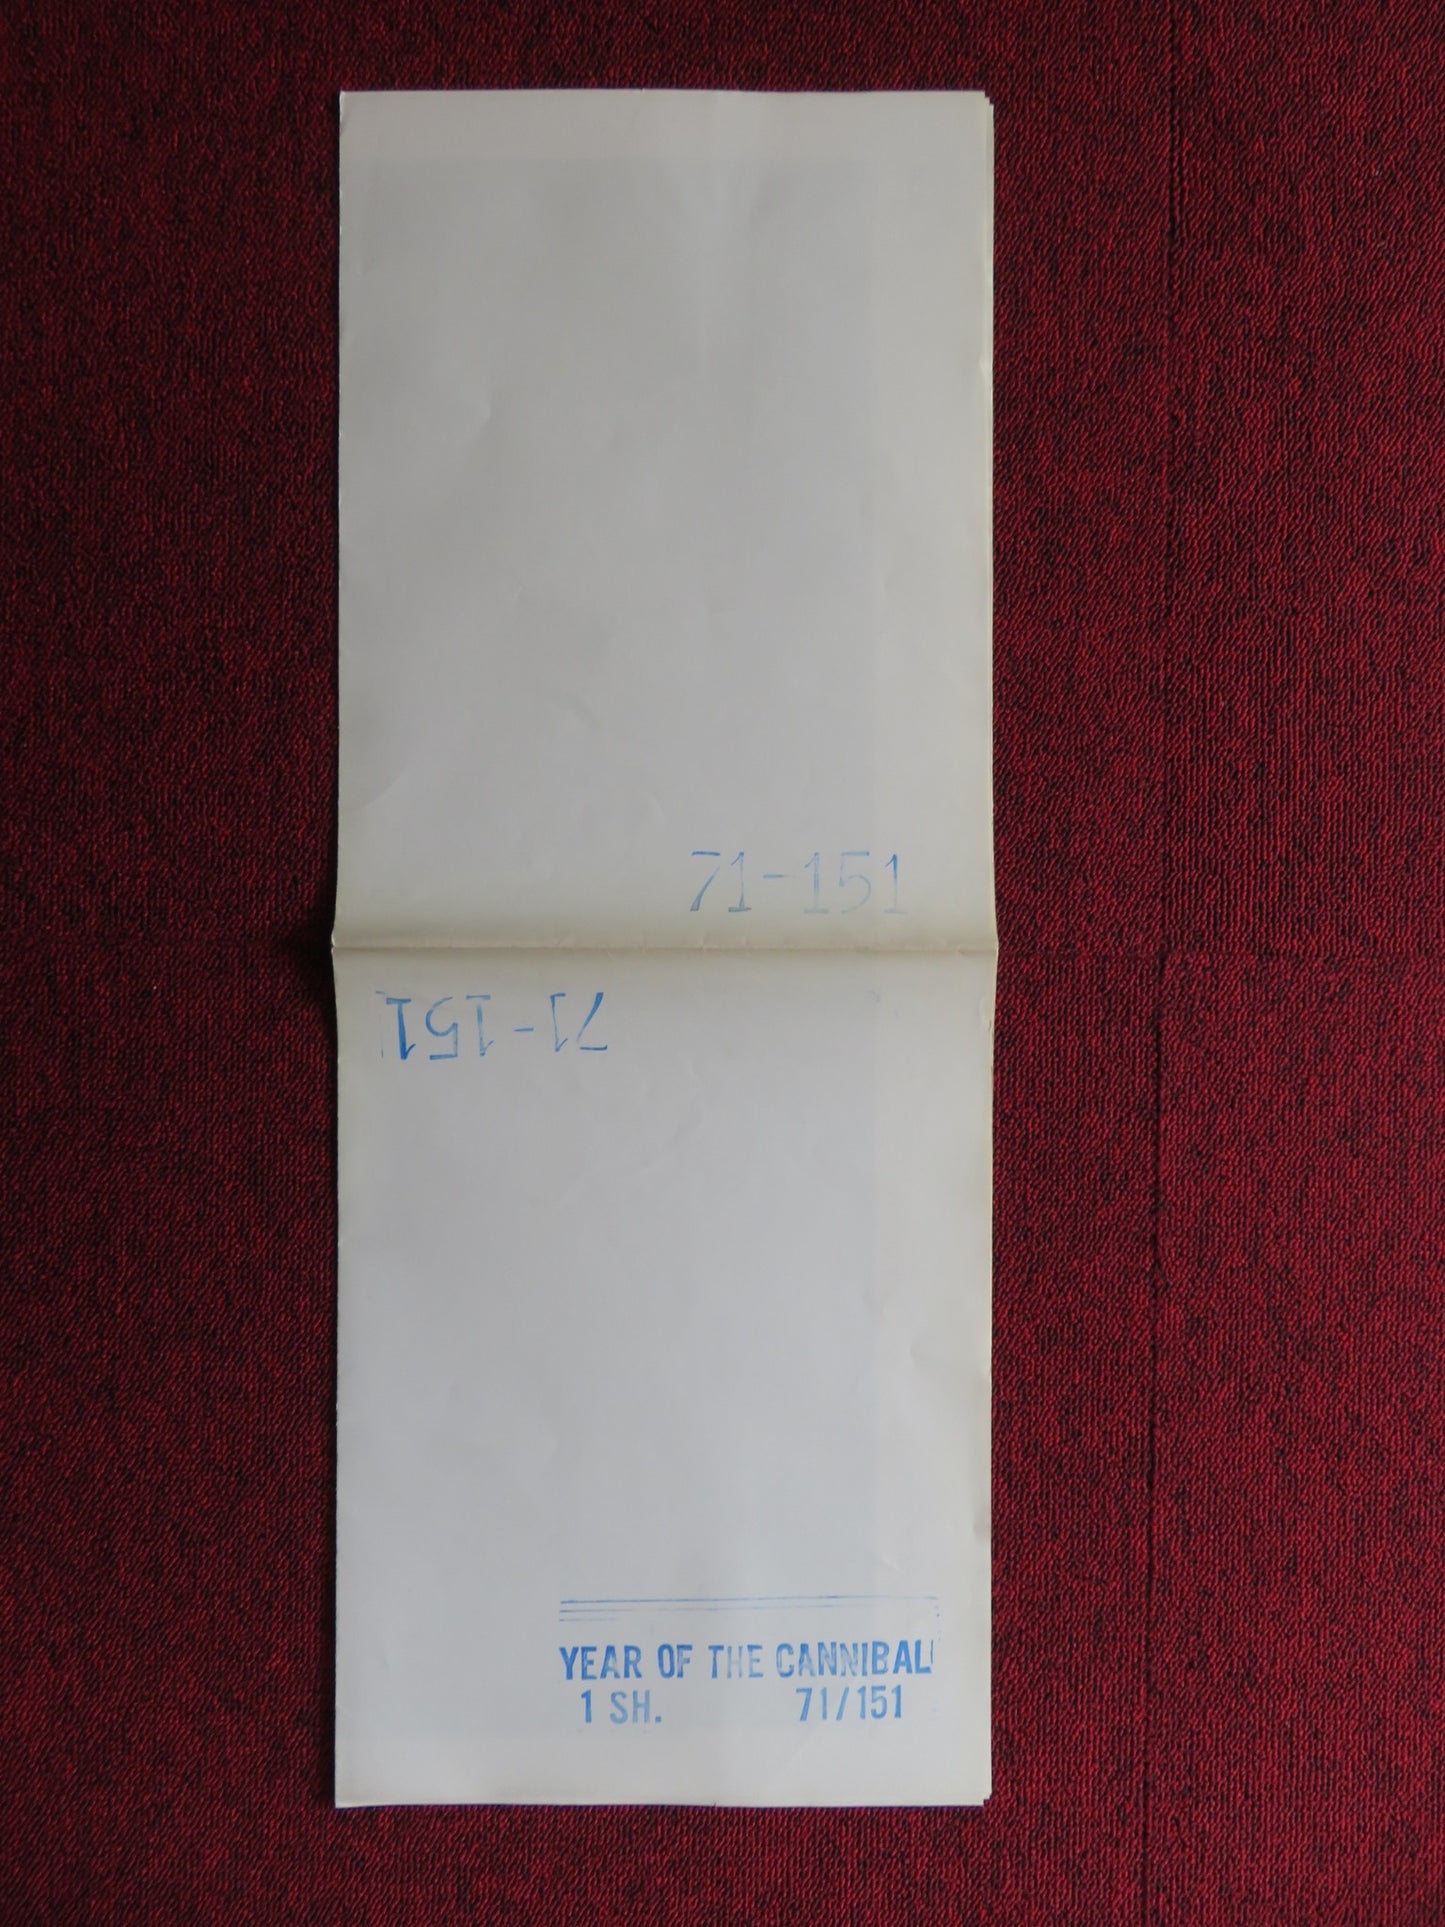 71-151
71-151
YEAR OF THE CANNIBAL
1 SH. 71/151